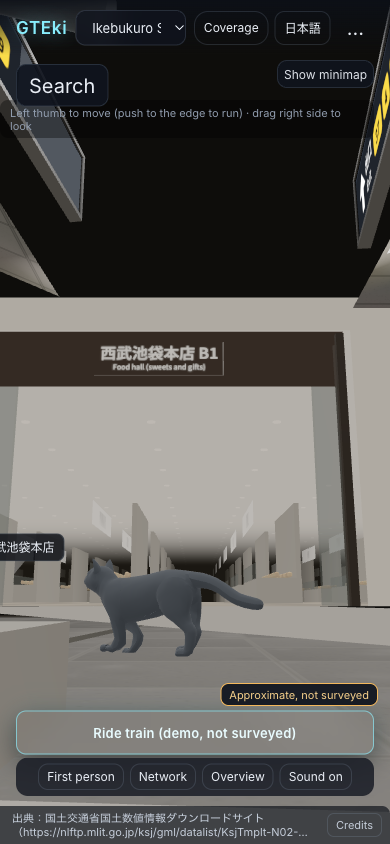 GTEki
Ikebukuro S
Coverage
日本語
...
Search
Show minimap
Left thumb to move (push to the edge to run) · drag right side to
look
西武池袋本店 B1
Food hall (sweets and gifts)
武池袋本店
Approximate, not surveyed
Ride train (demo, not surveyed)
First person
Network
Overview
Sound on
出典：国土交通省国土数値情報ダウンロードサイト
（https://nlftp.mlit.go.jp/ksj/gml/datalist/KsjTmplt-N02-...
Credits